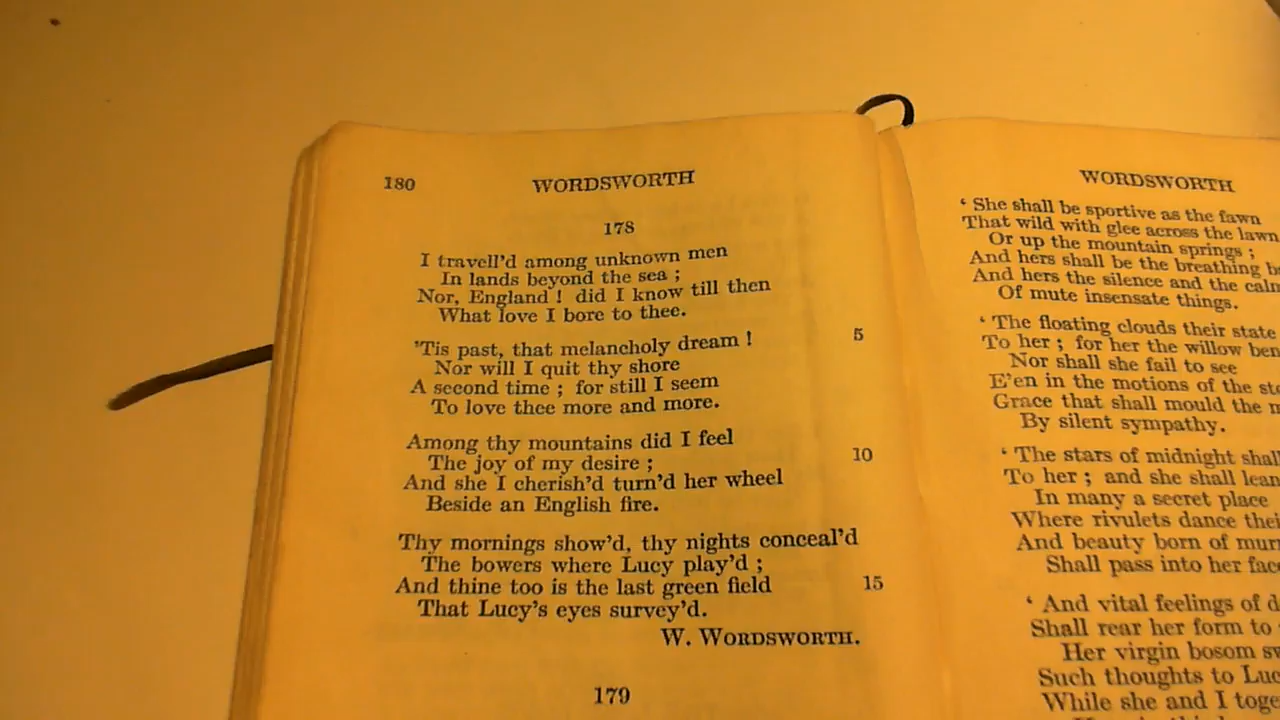 180
WORDSWORTH
178
I travell'd among unknown men
In lands beyond the sea ;
Nor, England ! did I know till then
What love I bore to thee.
'Tis past, that melancholy dream !
5
Nor will I quit thy shore
A second time ; for still I seem
To love thee more and more.
Among thy mountains did I feel
The joy of my desire ;
10
And she I cherish'd turn'd her wheel
Beside an English fire.
Thy mornings show'd, thy nights conceal'd
The bowers where Lucy play'd ;
And thine too is the last green field
15
That Lucy's eyes survey'd.
W. WORDSWORTH.
179
WORDSWORTH
‘ She shall be sportive as the fawn
That wild with glee across the lawn
Or up the mountain springs ;
And hers shall be the breathing
And hers the silence and the
Of mute insensate things.
‘ The floating clouds their state
To her ; for her the willow
Nor shall she fail to see
E'en in the motions of the
Grace that shall mould the
By silent sympathy.
‘ The stars of midnight
To her ; and she shall
In many a secret place
Where rivulets dance
And beauty born of
Shall pass into her
‘ And vital feelings of
Shall rear her form to
Her virgin bosom
Such thoughts to
While she and I